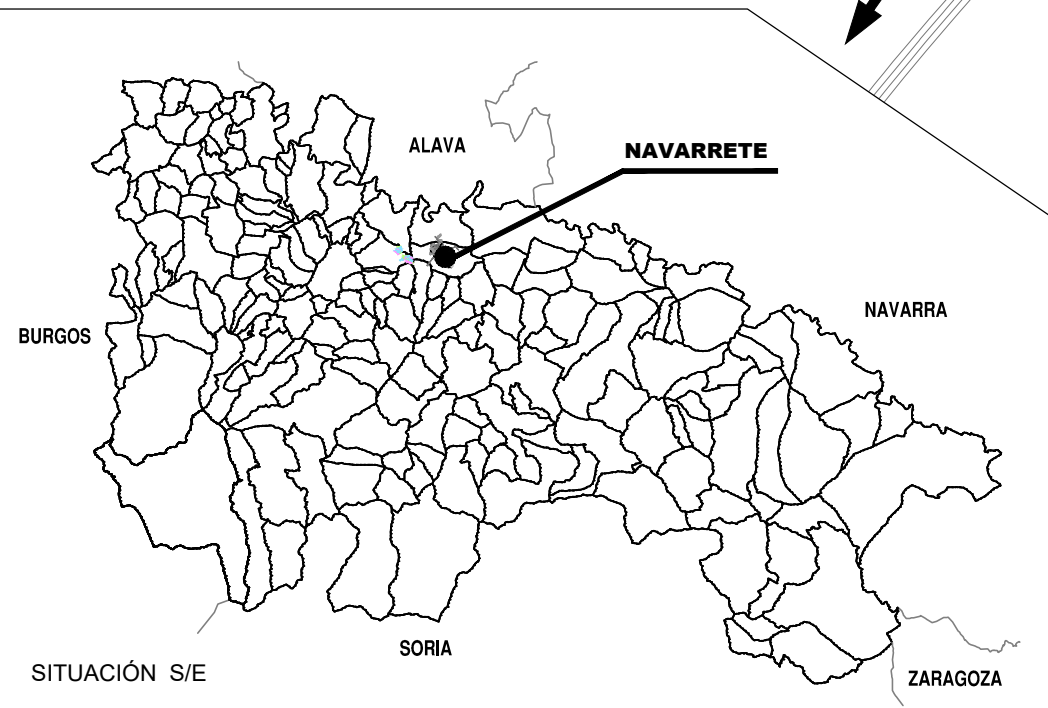 ALAVA
NAVARRETE
NAVARRA
BURGOS
SORIA
SITUACIÓN S/E
ZARAGOZA